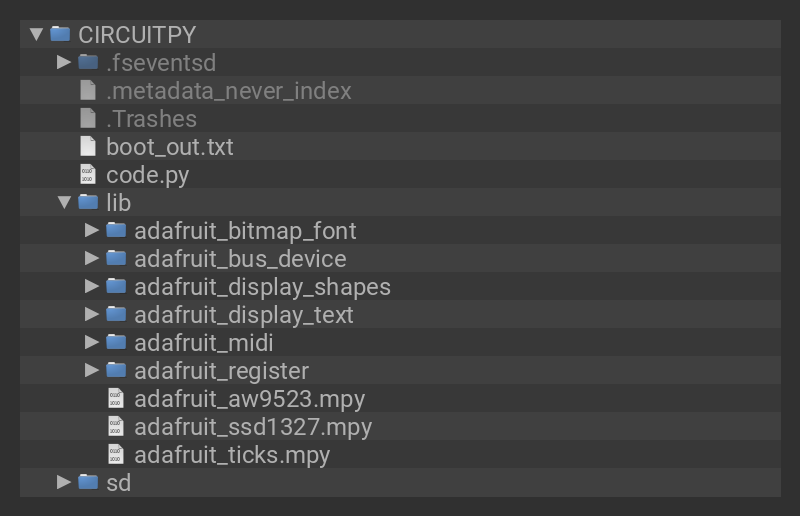 CIRCUITPY
.fseventsd
.metadata_never_index
.Trashes
boot_out.txt
code.py
lib
adafruit_bitmap_font
adafruit_bus_device
adafruit_display_shapes
adafruit_display_text
adafruit_midi
adafruit_register
adafruit_aw9523.mpy
adafruit_ssd1327.mpy
adafruit_ticks.mpy
sd